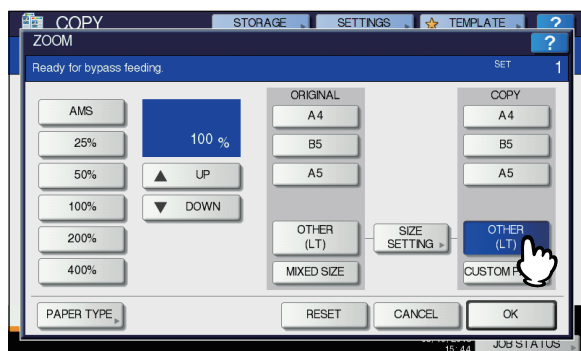 COPY STORAGE SETTINGS TEMPLATE ?
ZOOM ?
Ready for bypass feeding. SET 1
ORIGINAL COPY
AMS A4 A4
25% 100 % B5 B5
50% UP A5 A5
100% DOWN
200% OTHER (LT) SIZE SETTING OTHER (LT)
400% MIXED SIZE
PAPER TYPE RESET CANCEL OK
15:44 JOB STATUS